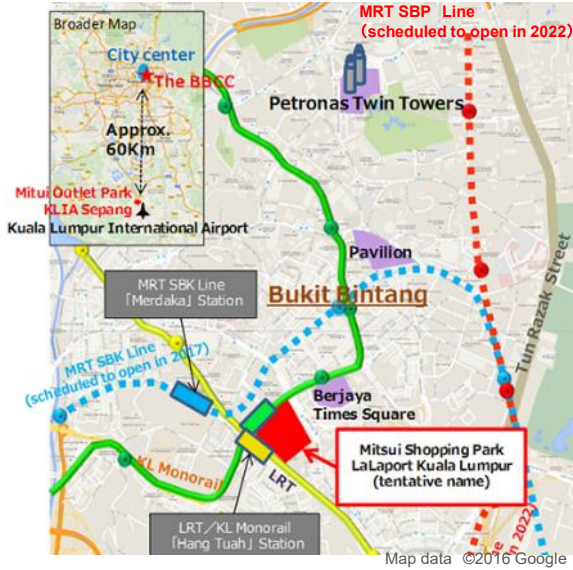 Broader Map
City center
The BBCC
Approx.
60Km
Mitui Outlet Park
KLIA Sepang
Kuala Lumpur International Airport
MRT SBP Line
(scheduled to open in 2022)
Petronas Twin Towers
Pavilion
Tun Razak Street
MRT SBK Line
「Merdaka」 Station
Bukit Bintang
MRT SBK Line
(scheduled to open in 2017)
Berjaya
Times Square
Mitsui Shopping Park
LaLaport Kuala Lumpur
(tentative name)
KL Monorail
LRT
LRT／KL Monorail
「Hang Tuah」 Station
ne
n in 2022)
Map data ©2016 Google